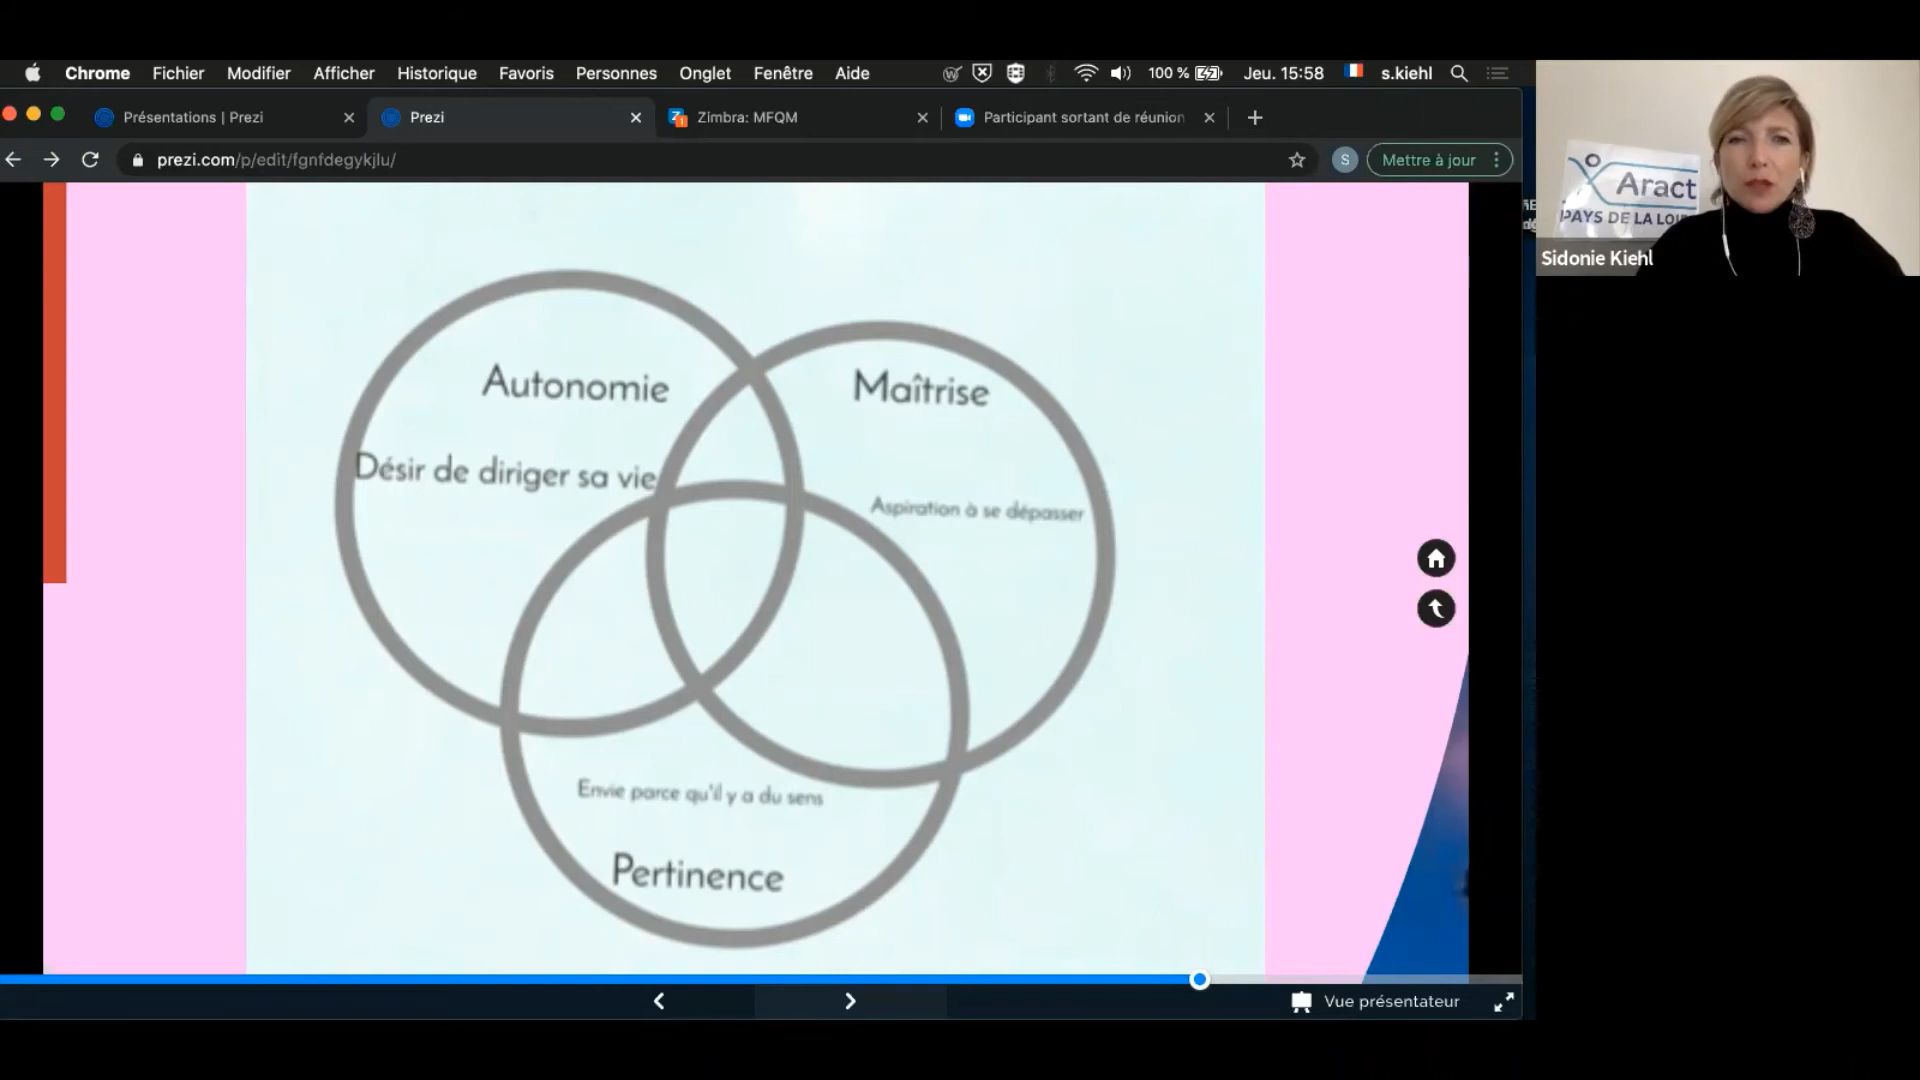 Chrome Fichier Modifier Afficher Historique Favoris Personnes Onglet Fenêtre Aide 100 % Jeu. 15:58 s.kiehl
Présentations | Prezi Prezi Zimbra: MFQM Participant sortant de réunion
prezi.com/p/edit/fgnfdegykjlu/ S Mettre à jour
Aract
PAYS DE LA
Sidonie Kiehl
Autonomie
Maîtrise
Désir de diriger sa vie
Aspiration à se dépasser
Envie parce qu'il y a du sens
Pertinence
Vue présentateur